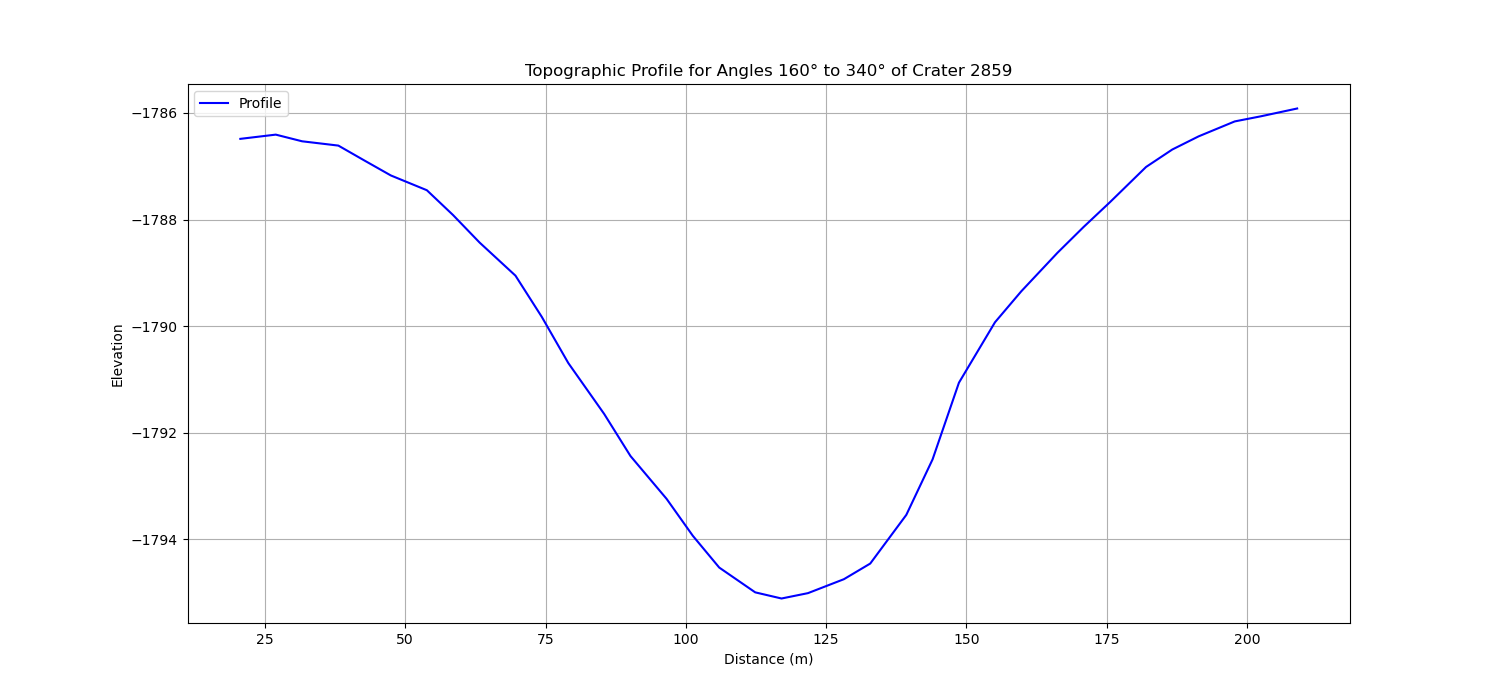 Topographic Profile for Angles 160° to 340° of Crater 2859
Profile
−1786
−1788
−1790
−1792
−1794
Elevation
25 50 75 100 125 150 175 200
Distance (m)